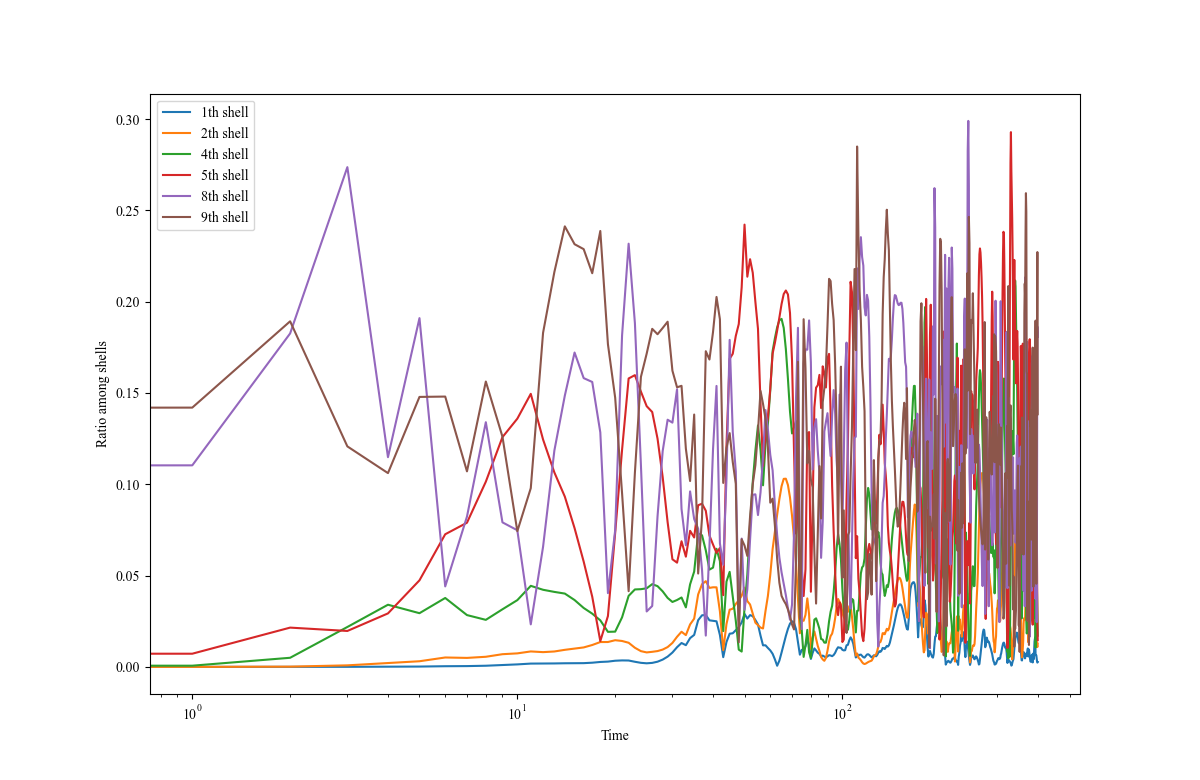 1th shell
2th shell
4th shell
5th shell
8th shell
9th shell
0.30
0.25
0.20
0.15
0.10
0.05
0.00
Ratio among shells
10⁰
10¹
10²
Time